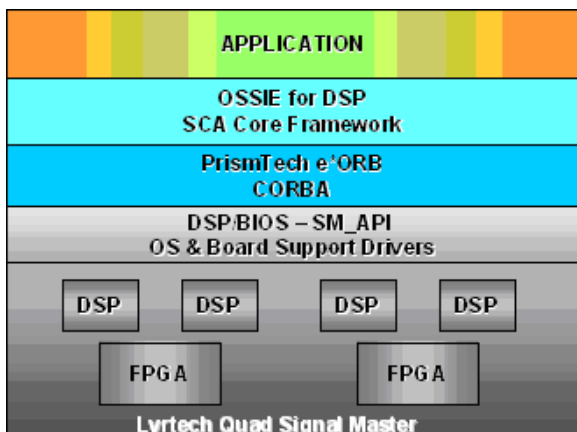 APPLICATION
OSSIE for DSP
SCA Core Framework
PrismTech e*ORB
CORBA
DSP/BIOS – SM_API
OS & Board Support Drivers
DSP DSP DSP DSP
FPGA FPGA
Lyrtech Quad Signal Master